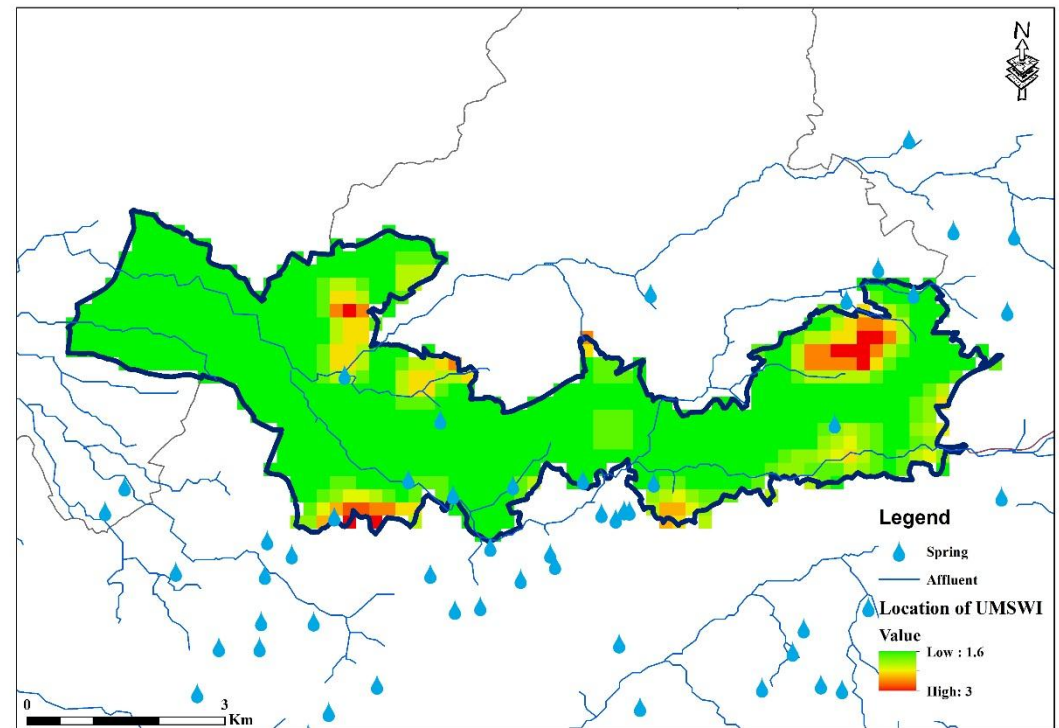 N
Legend
Spring
Affluent
Location of UMSWI
Value
Low : 1.6
High: 3
0 3
Km